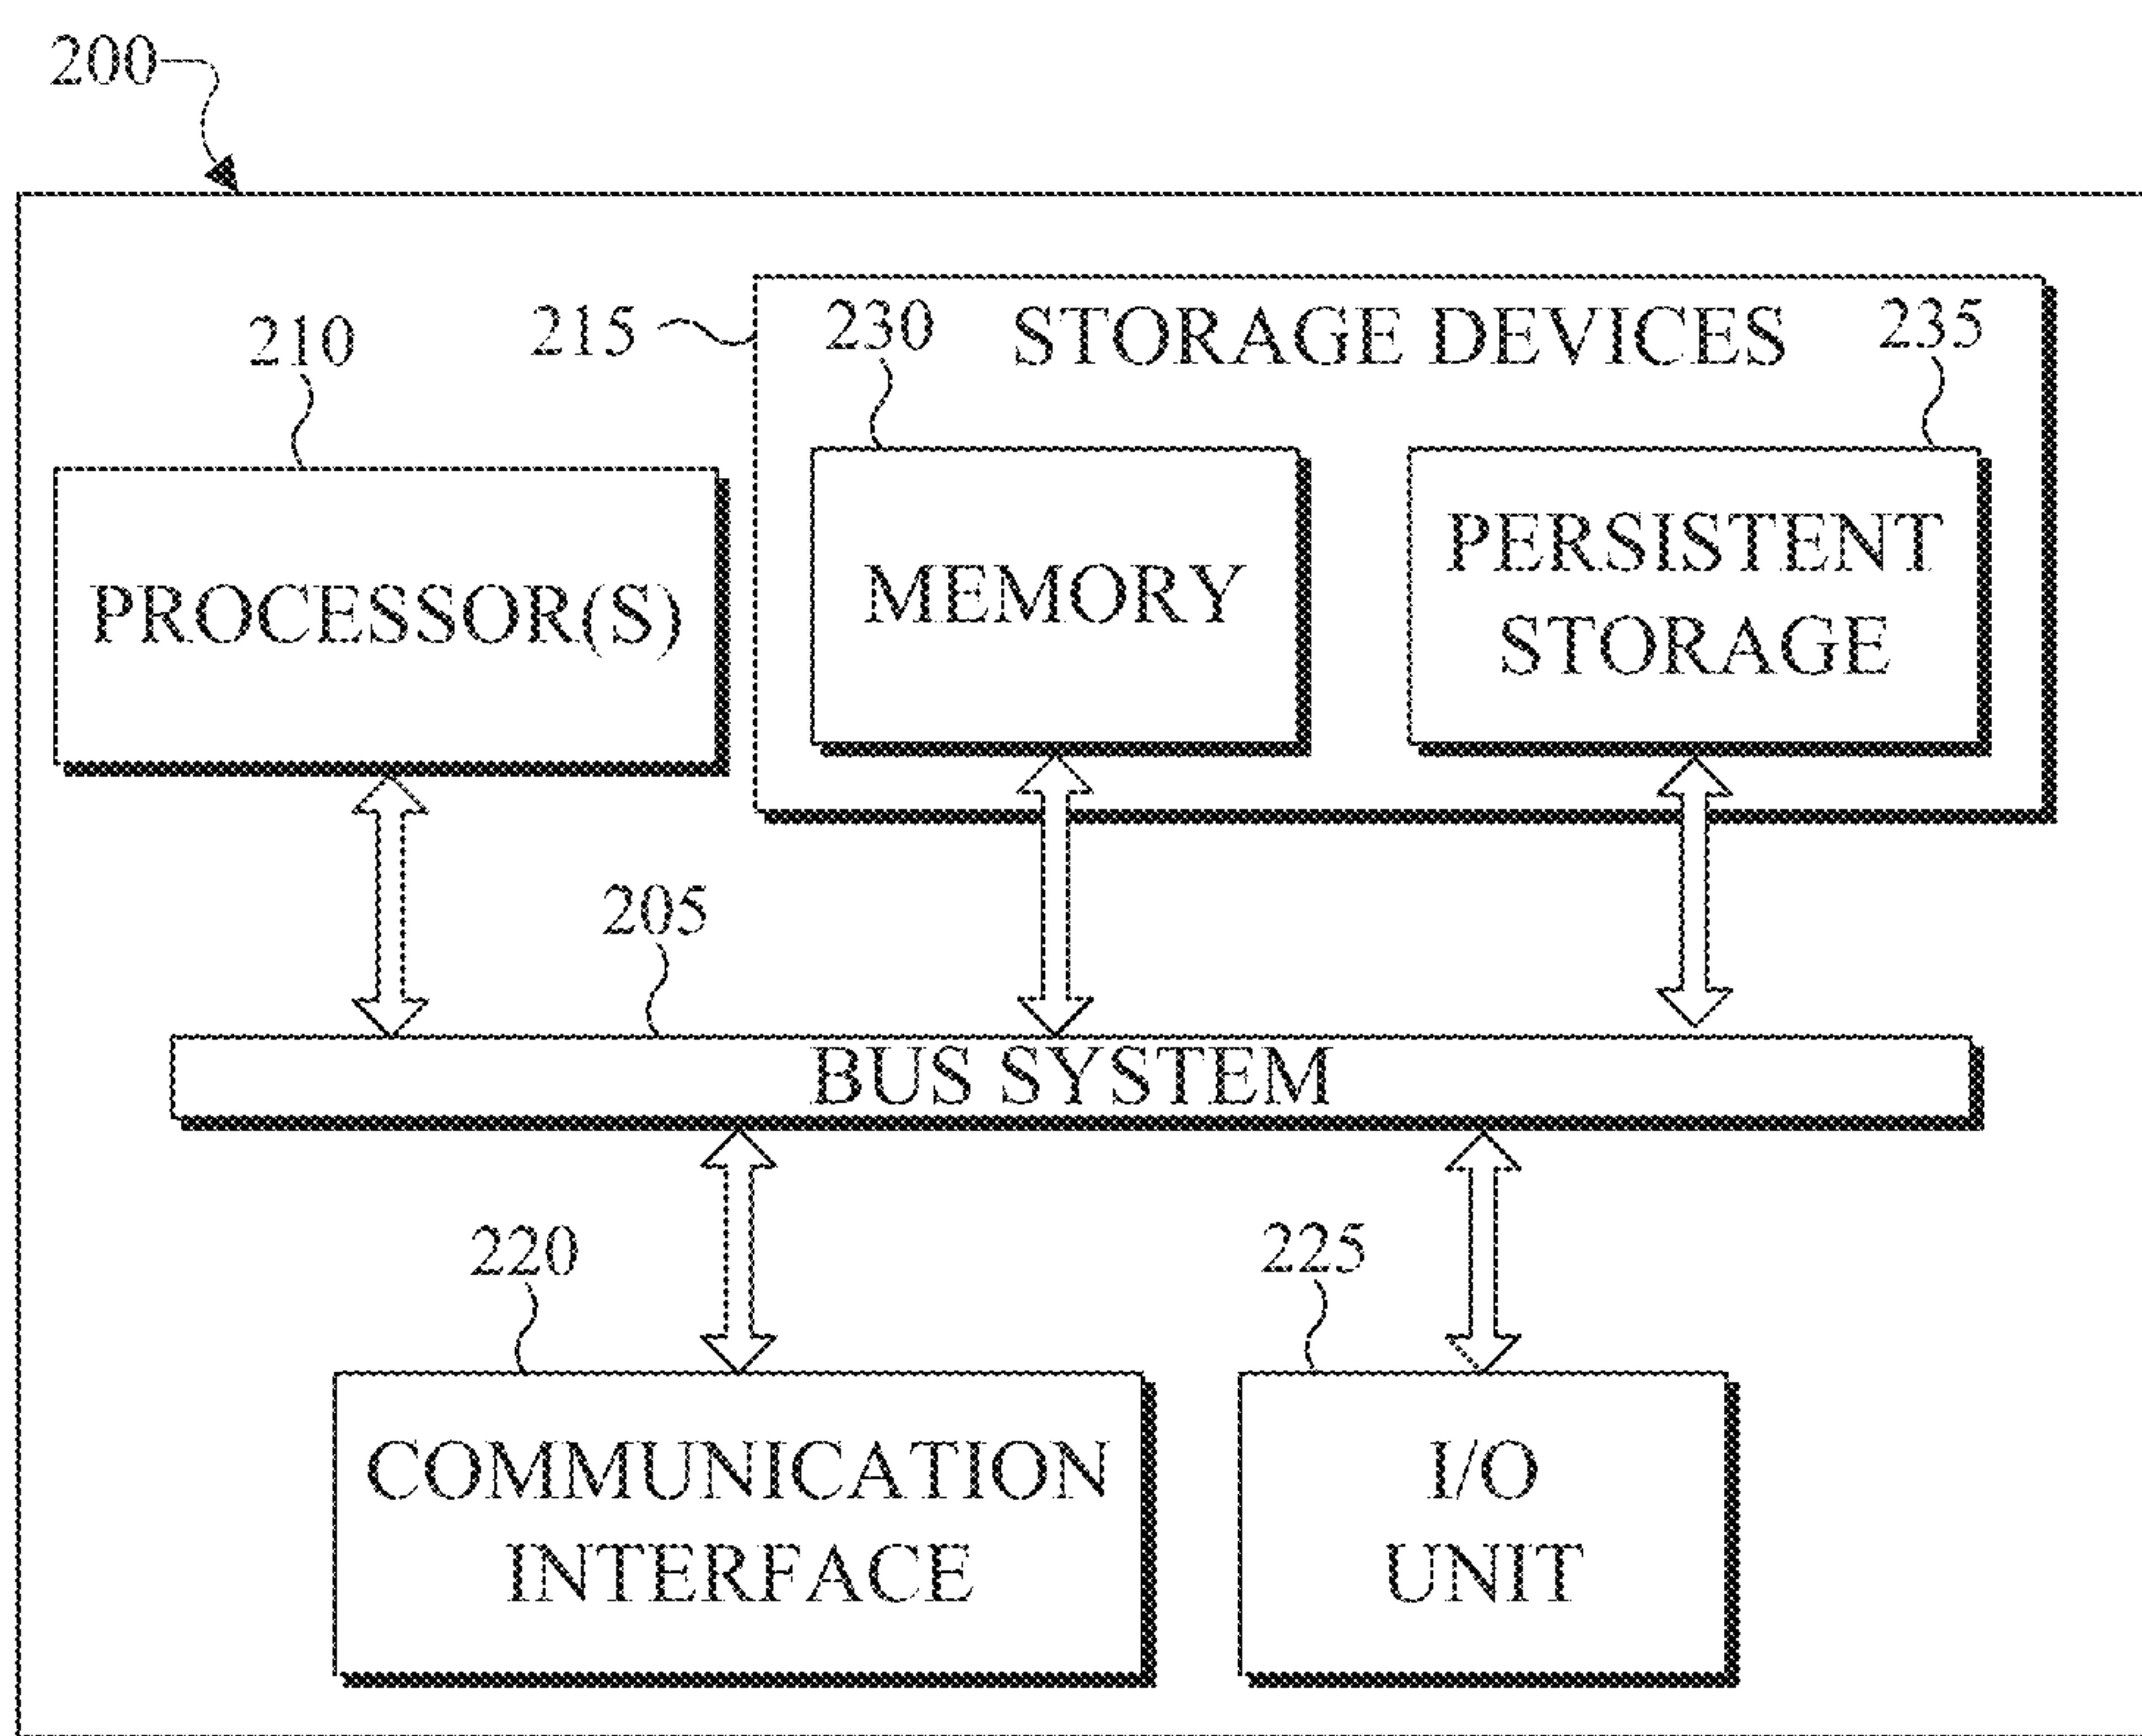 200
210
215
230
STORAGE DEVICES
235
PROCESSOR(S)
MEMORY
PERSISTENT
STORAGE
205
BUS SYSTEM
220
225
COMMUNICATION
INTERFACE
I/O
UNIT